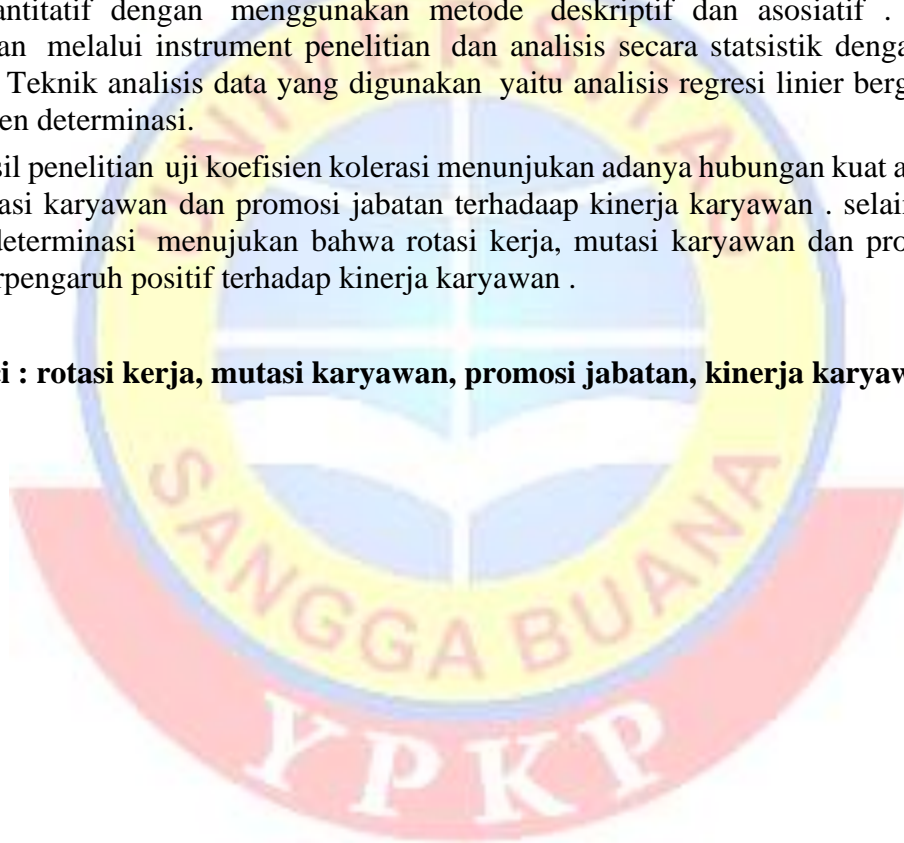 antitatif dengan menggunakan metode deskriptif dan asosiatif .
an melalui instrument penelitian dan analisis secara statsistik denga
Teknik analisis data yang digunakan yaitu analisis regresi linier berg
en determinasi.
sil penelitian uji koefisien kolerasi menunjukan adanya hubungan kuat a
asi karyawan dan promosi jabatan terhadaap kinerja karyawan . selai
determinasi menujukan bahwa rotasi kerja, mutasi karyawan dan pro
rpengaruh positif terhadap kinerja karyawan .
i : rotasi kerja, mutasi karyawan, promosi jabatan, kinerja karyaw
UNIVERSITAS
SANGGA BUANA
YPKP